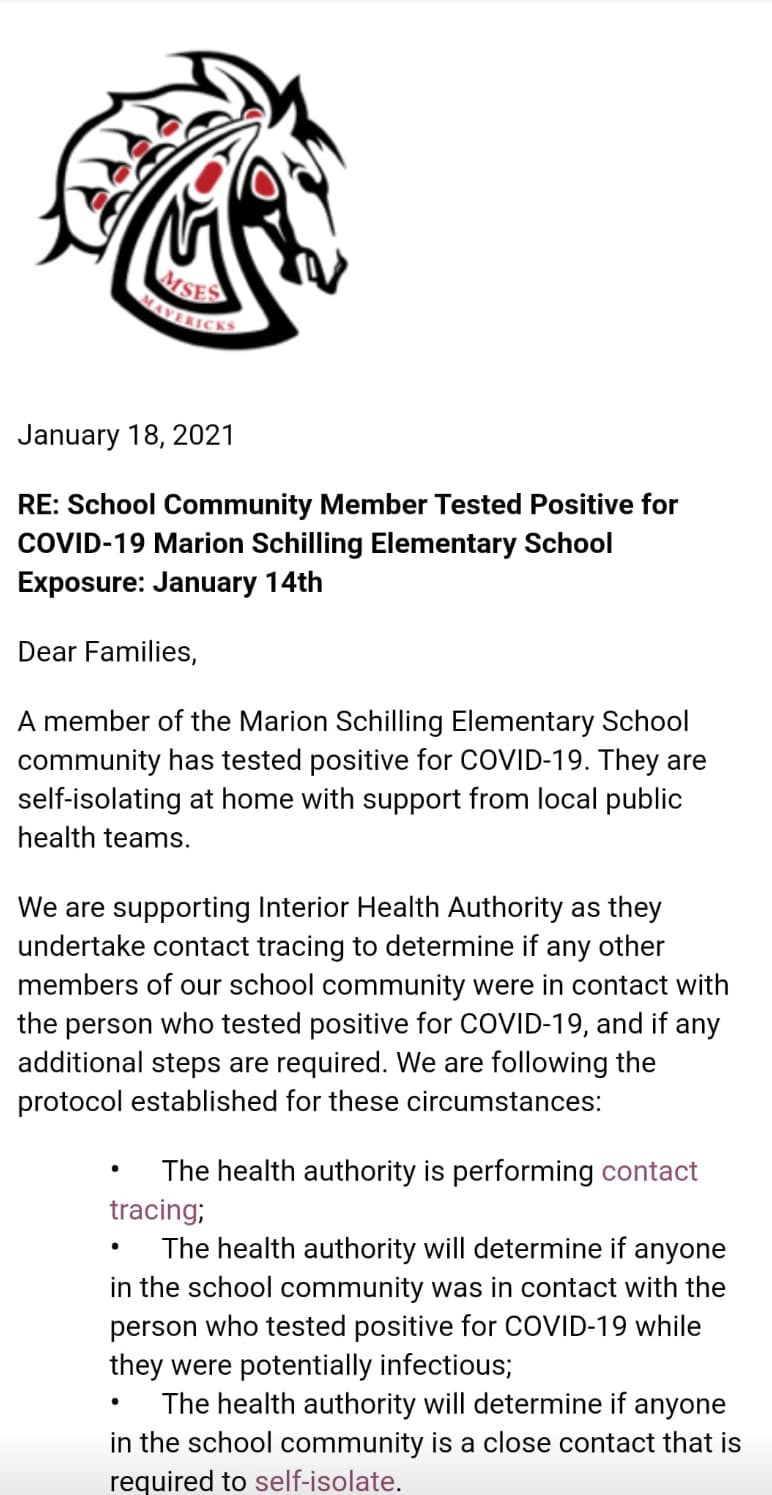 MSES
MAVERICKS
January 18, 2021
RE: School Community Member Tested Positive for
COVID-19 Marion Schilling Elementary School
Exposure: January 14th
Dear Families,
A member of the Marion Schilling Elementary School
community has tested positive for COVID-19. They are
self-isolating at home with support from local public
health teams.
We are supporting Interior Health Authority as they
undertake contact tracing to determine if any other
members of our school community were in contact with
the person who tested positive for COVID-19, and if any
additional steps are required. We are following the
protocol established for these circumstances:
• The health authority is performing contact
tracing;
• The health authority will determine if anyone
in the school community was in contact with the
person who tested positive for COVID-19 while
they were potentially infectious;
• The health authority will determine if anyone
in the school community is a close contact that is
required to self-isolate.